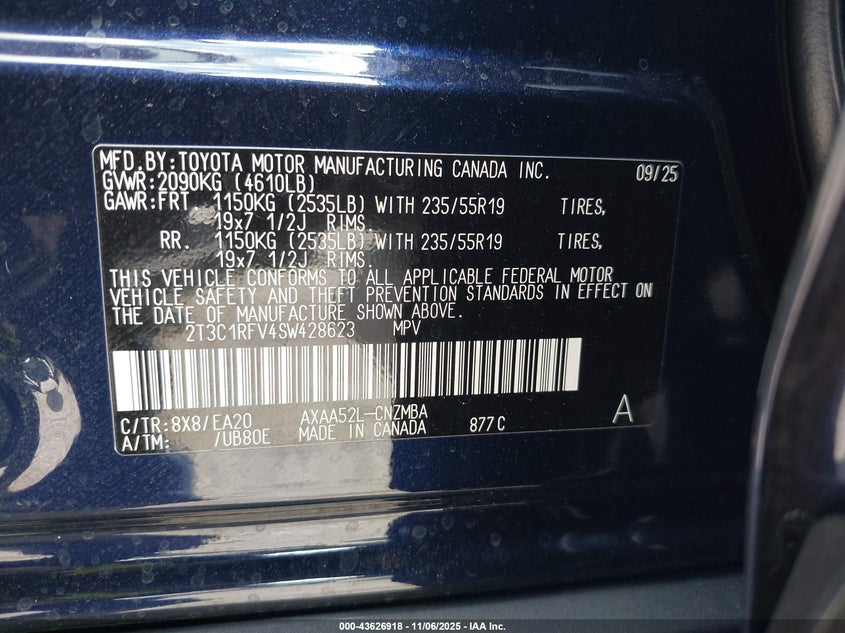 MFD.BY:TOYOTA MOTOR MANUFACTURING CANADA INC. 09/25
GVWR:2090KG (4610LB)
GAWR:FRT. 1150KG (2535LB) WITH 235/55R19 TIRES,
19x7 1/2J RIMS.
RR. 1150KG (2535LB) WITH 235/55R19 TIRES,
19x7 1/2J RIMS.
THIS VEHICLE CONFORMS TO ALL APPLICABLE FEDERAL MOTOR
VEHICLE SAFETY AND THEFT PREVENTION STANDARDS IN EFFECT ON
THE DATE OF MANUFACTURE SHOWN ABOVE.
2T3C1RFV4SW428623 MPV
C/TR:8X8/EA20 AXAA52L-CNZMBA A
A/TM: /UB80E MADE IN CANADA 877C
000-43626918 - 11/06/2025 - IAA Inc.